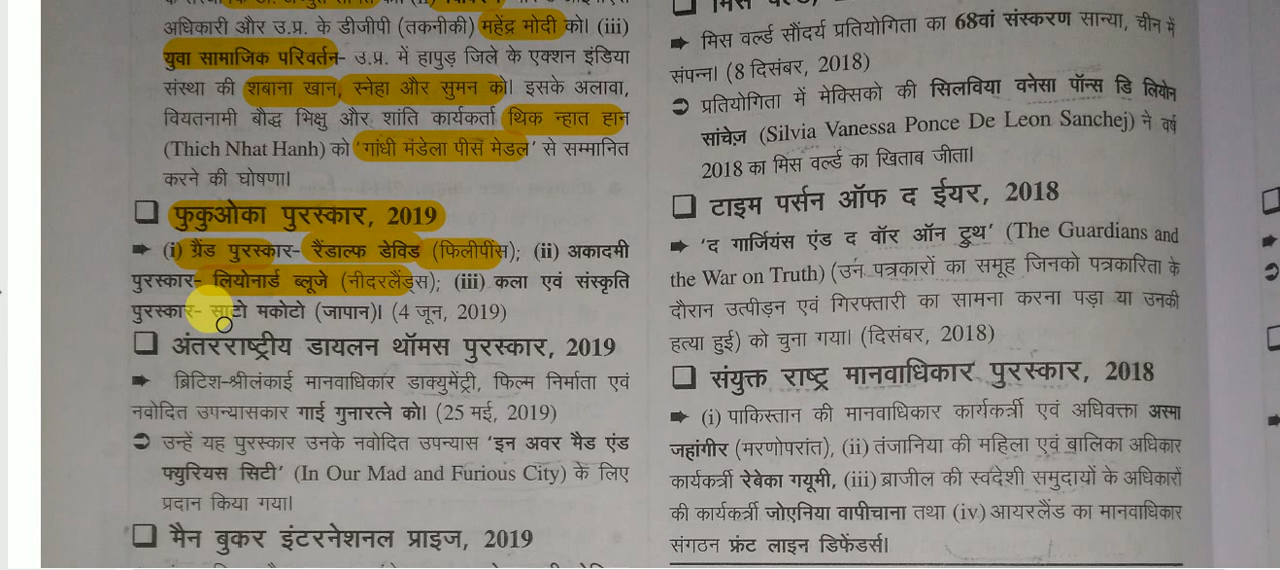 अधिकारी और उ.प्र. के डीजीपी (तकनीकी) महेंद्र मोदी को। (iii)
युवा सामाजिक परिवर्तन- उ.प्र. में हापुड़ जिले के एक्शन इंडिया
संस्था की शबाना खान, स्नेहा और सुमन को। इसके अलावा,
वियतनामी बौद्ध भिक्षु और शांति कार्यकर्ता थिक न्हात हान
(Thich Nhat Hanh) को 'गांधी मंडेला पीस मेडल' से सम्मानित
करने की घोषणा।
❑ फुकुओका पुरस्कार, 2019
➡ (i) ग्रैंड पुरस्कार- रैंडाल्फ डेविड (फिलीपींस); (ii) अकादमी
पुरस्कार- लियोनार्ड ब्लूजे (नीदरलैंड्स); (iii) कला एवं संस्कृति
पुरस्कार- साटो मकोटो (जापान)। (4 जून, 2019)
❑ अंतरराष्ट्रीय डायलन थॉमस पुरस्कार, 2019
➡ ब्रिटिश-श्रीलंकाई मानवाधिकार डाक्युमेंट्री, फिल्म निर्माता एवं
नवोदित उपन्यासकार गाई गुनारत्ने को। (25 मई, 2019)
➲ उन्हें यह पुरस्कार उनके नवोदित उपन्यास 'इन अवर मैड एंड
फ्युरियस सिटी' (In Our Mad and Furious City) के लिए
प्रदान किया गया।
❑ मैन बुकर इंटरनेशनल प्राइज, 2019
➡ मिस वर्ल्ड सौंदर्य प्रतियोगिता का 68वां संस्करण सान्या, चीन में
संपन्न। (8 दिसंबर, 2018)
➲ प्रतियोगिता में मेक्सिको की सिलविया वनेसा पॉन्स डि लियोन
सांचेज़ (Silvia Vanessa Ponce De Leon Sanchej) ने वर्ष
2018 का मिस वर्ल्ड का खिताब जीता।
❑ टाइम पर्सन ऑफ द ईयर, 2018
➡ 'द गार्जियंस एंड द वॉर ऑन ट्रुथ' (The Guardians and
the War on Truth) (उन पत्रकारों का समूह जिनको पत्रकारिता के
दौरान उत्पीड़न एवं गिरफ्तारी का सामना करना पड़ा या उनकी
हत्या हुई) को चुना गया। (दिसंबर, 2018)
❑ संयुक्त राष्ट्र मानवाधिकार पुरस्कार, 2018
➡ (i) पाकिस्तान की मानवाधिकार कार्यकर्त्री एवं अधिवक्ता अस्मा
जहांगीर (मरणोपरांत), (ii) तंजानिया की महिला एवं बालिका अधिकार
कार्यकर्त्री रेबेका गयूमी, (iii) ब्राजील की स्वदेशी समुदायों के अधिकारों
की कार्यकर्त्री जोएनिया वापीचाना तथा (iv) आयरलैंड का मानवाधिकार
संगठन फ्रंट लाइन डिफेंडर्स।